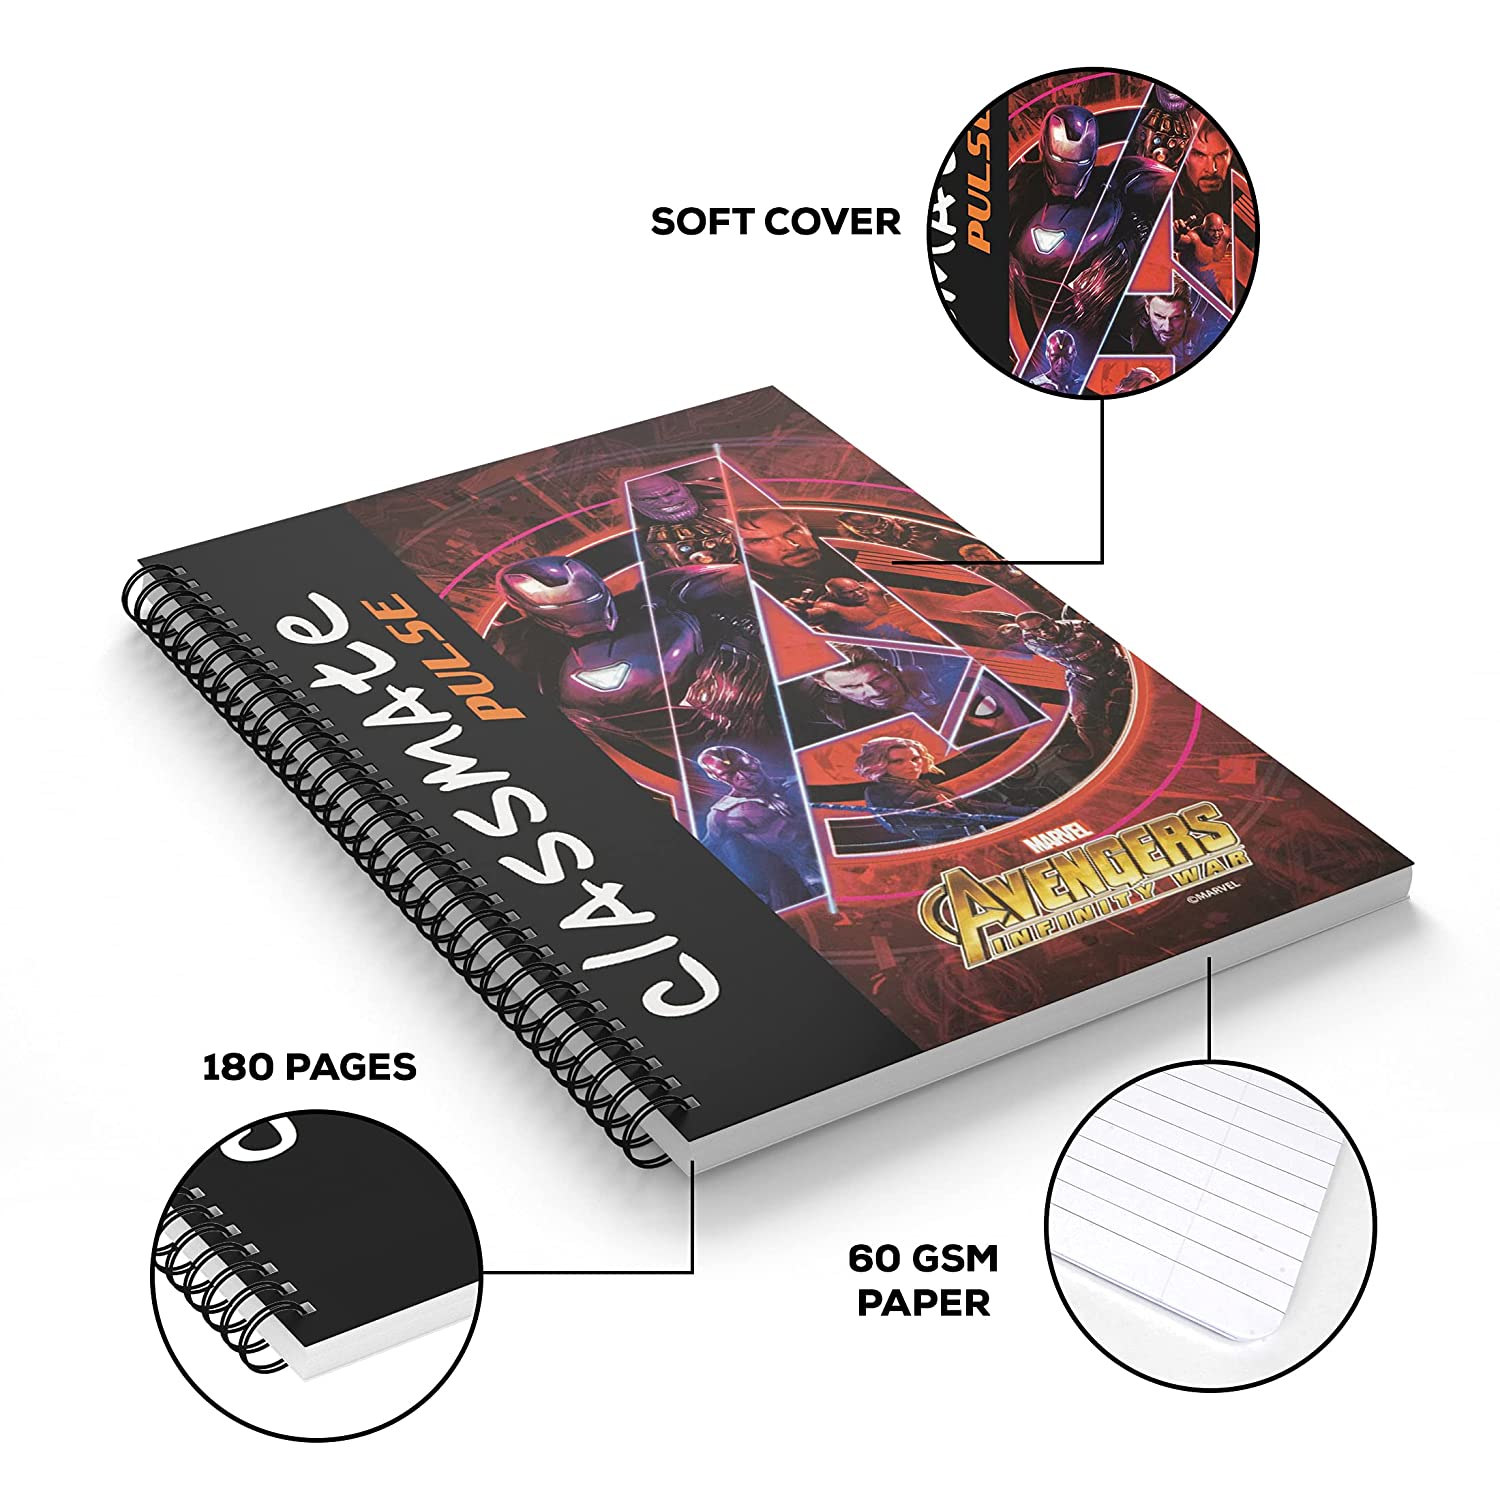 SOFT COVER
PULSE
classmate
PULSE
MARVEL
AVENGERS
INFINITY WAR
©MARVEL
180 PAGES
60 GSM
PAPER